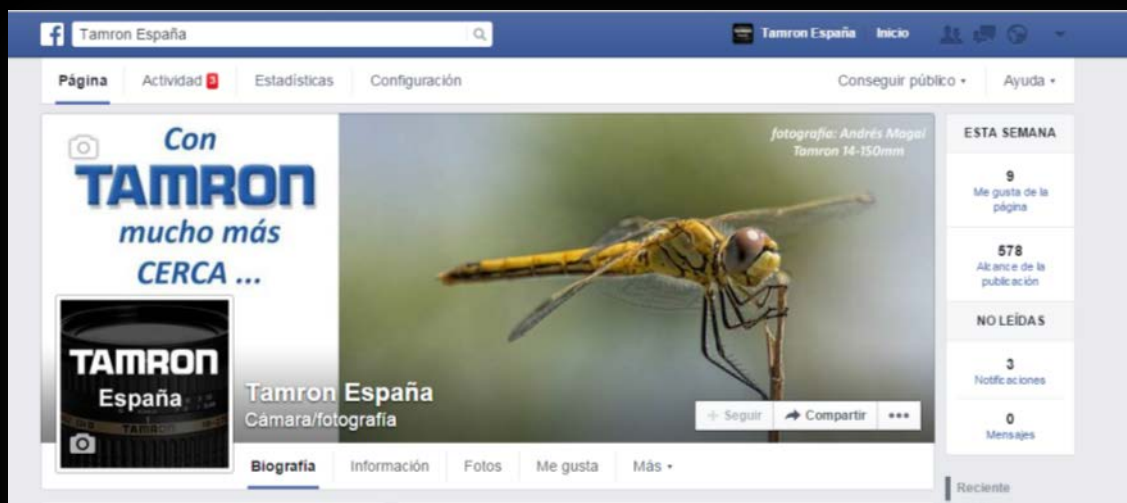 Tamron España
Tamron España Inicio
Página Actividad 3 Estadísticas Configuración Conseguir público Ayuda
Con
TAMRON
mucho más
CERCA ...
fotografía: Andrés Magai
Tamron 14-150mm
TAMRON
España
TAMRON
Tamron España
Cámara/fotografía
+ Seguir Compartir •••
Biografía Información Fotos Me gusta Más
ESTA SEMANA
9
Me gusta de la
página
578
Alcance de la
publicación
NO LEÍDAS
3
Notificaciones
0
Mensajes
Reciente